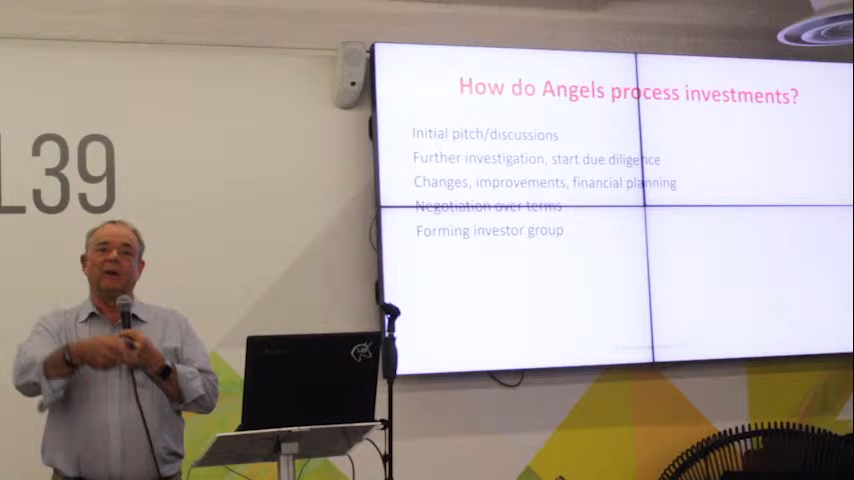 L39
How do Angels process investments?
Initial pitch/discussions
Further investigation, start due diligence
Changes, improvements, financial planning
Negotiation over terms
Forming investor group